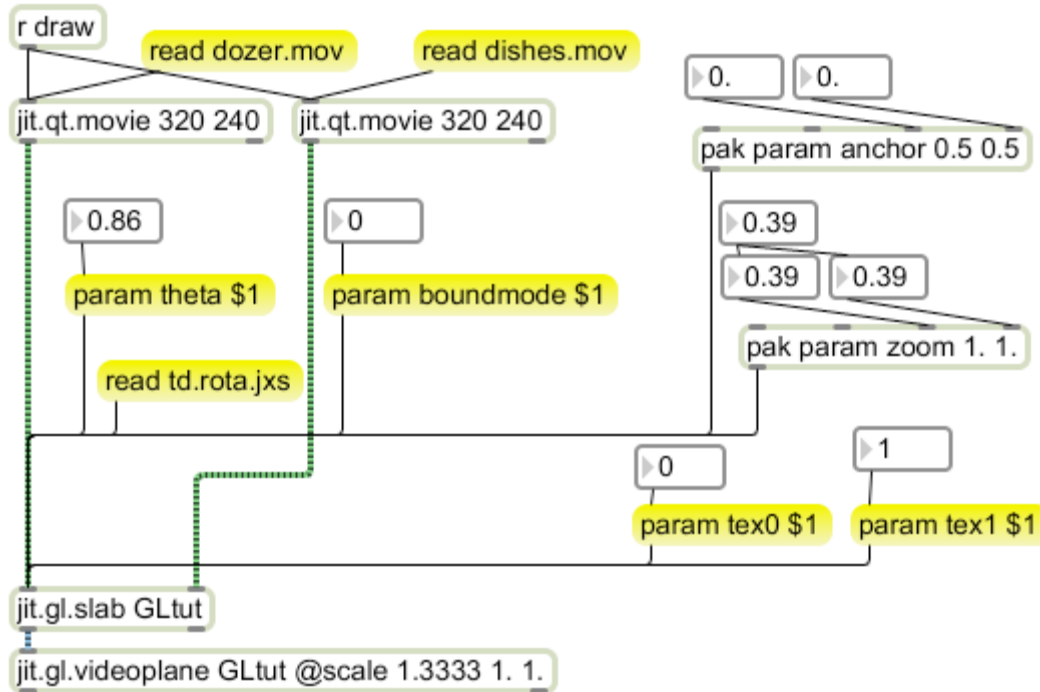 r draw
read dozer.mov
read dishes.mov
0.
0.
jit.qt.movie 320 240
jit.qt.movie 320 240
pak param anchor 0.5 0.5
0.86
0
0.39
param theta $1
param boundmode $1
0.39
0.39
pak param zoom 1. 1.
read td.rota.jxs
0
1
param tex0 $1
param tex1 $1
jit.gl.slab GLtut
jit.gl.videoplane GLtut @scale 1.3333 1. 1.